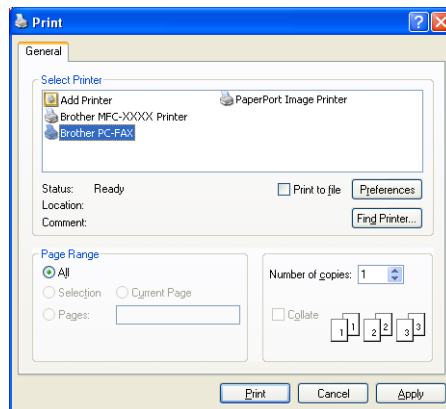 Print
General
Select Printer
Add Printer
PaperPort Image Printer
Brother MFC-XXXX Printer
Brother PC-FAX
Status: Ready
Print to file
Preferences
Location:
Comment:
Find Printer...
Page Range
All
Selection
Current Page
Pages:
Number of copies: 1
Collate
1 1 2 2 3 3
Print
Cancel
Apply